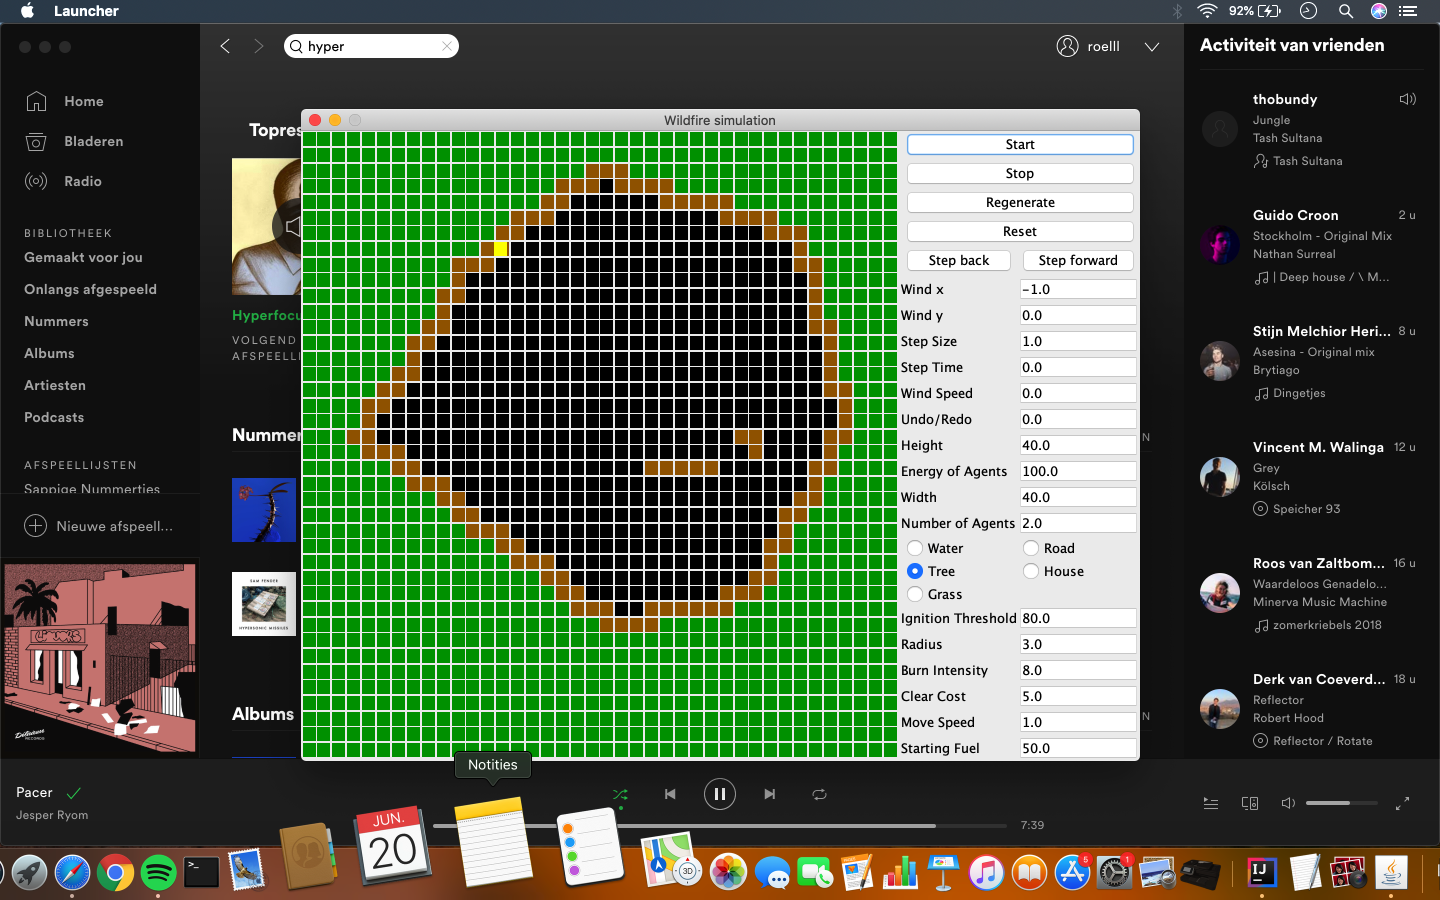 Launcher
92%
hyper
roelll
Home
Bladeren
Radio
BIBLIOTHEEK
Gemaakt voor jou
Onlangs afgespeeld
Nummers
Albums
Artiesten
Podcasts
AFSPEELLIJSTEN
Sappige Nummerties
Nieuwe afspeell...
Topres
Hyperfocu
VOLGEND
AFSPEELLI
Nummer
SAM FENDER
HYPERSONIC MISSILES
Albums
N
N
Wildfire simulation
Start
Stop
Regenerate
Reset
Step back
Step forward
Wind x
-1.0
Wind y
0.0
Step Size
1.0
Step Time
0.0
Wind Speed
0.0
Undo/Redo
0.0
Height
40.0
Energy of Agents
100.0
Width
40.0
Number of Agents
2.0
Water
Road
Tree
House
Grass
Ignition Threshold
80.0
Radius
3.0
Burn Intensity
8.0
Clear Cost
5.0
Move Speed
1.0
Starting Fuel
50.0
Activiteit van vrienden
thobundy
Jungle
Tash Sultana
Tash Sultana
Guido Croon
2 u
Stockholm - Original Mix
Nathan Surreal
| Deep house / \ M...
Stijn Melchior Heri...
8 u
Asesina - Original mix
Brytiago
Dingetjes
Vincent M. Walinga
12 u
Grey
Kölsch
Speicher 93
Roos van Zaltbom...
16 u
Waardeloos Genadelo...
Minerva Music Machine
zomerkriebels 2018
Derk van Coeverd...
18 u
Reflector
Robert Hood
Reflector / Rotate
Pacer
Jesper Ryom
7:39
Notities
JUN.
20
3D
5
1
IJ